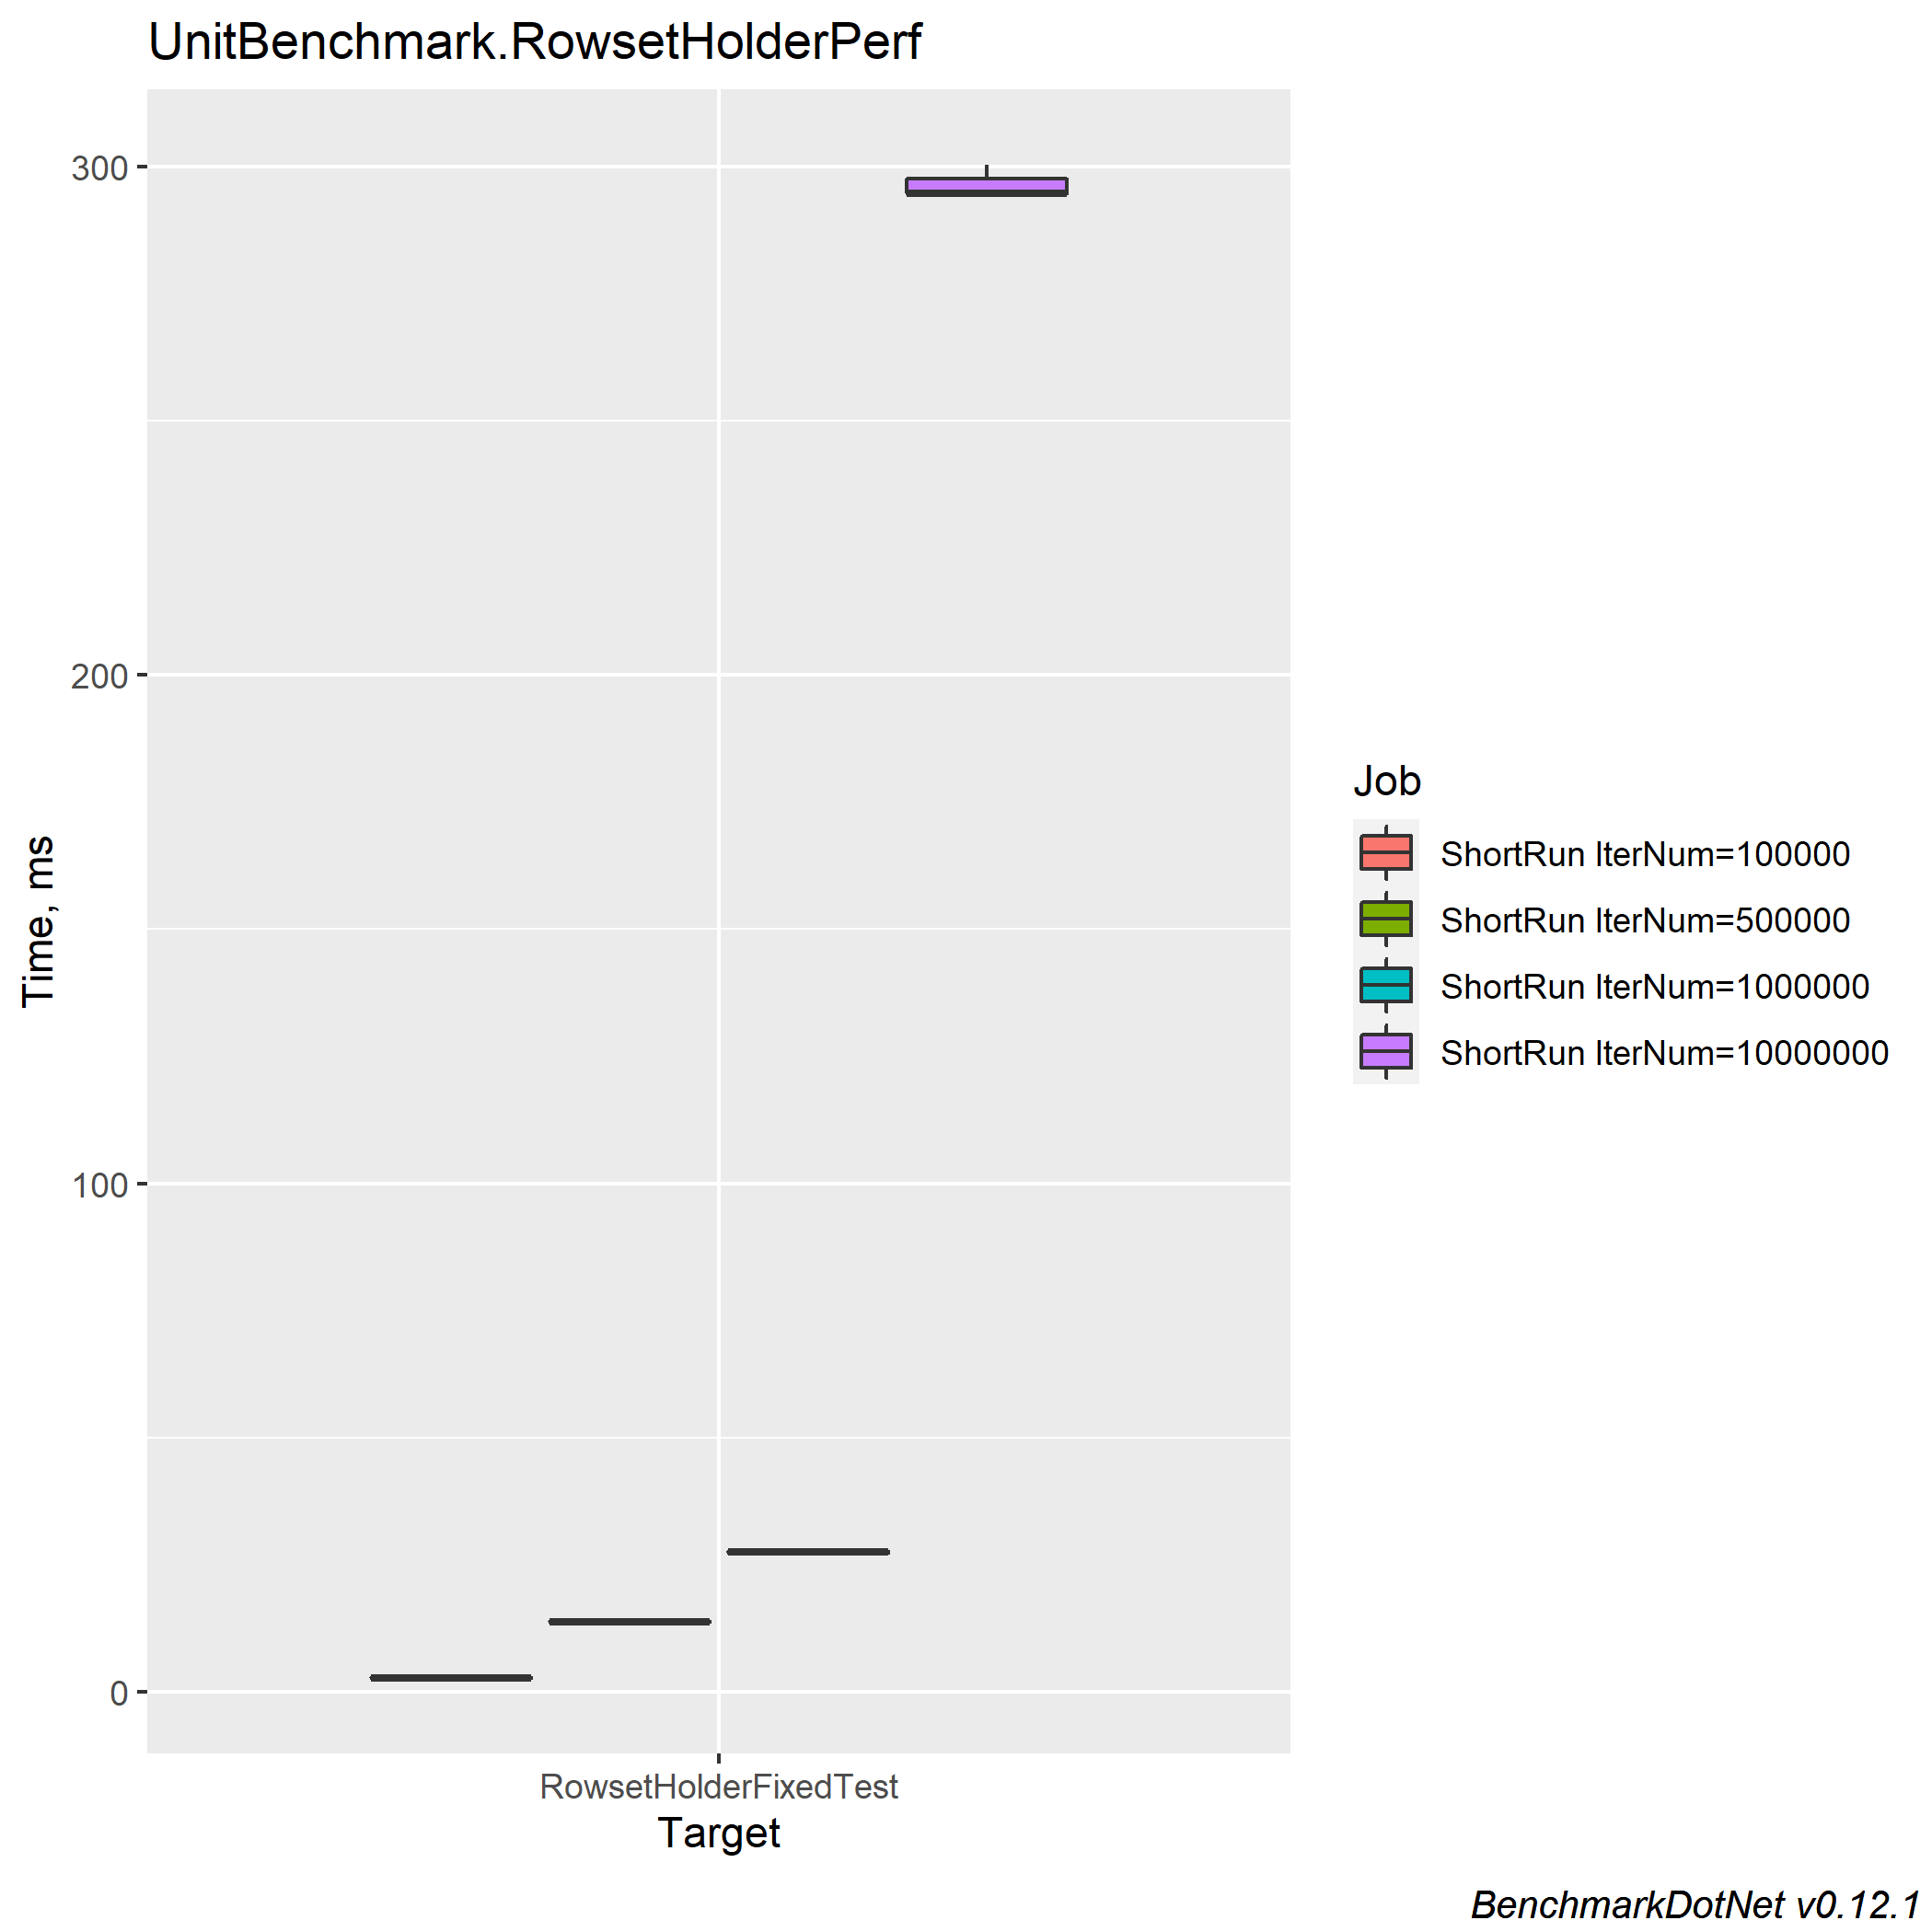 UnitBenchmark.RowsetHolderPerf
Time, ms
300
200
100
0
RowsetHolderFixedTest
Target
Job
ShortRun IterNum=100000
ShortRun IterNum=500000
ShortRun IterNum=1000000
ShortRun IterNum=10000000
BenchmarkDotNet v0.12.1